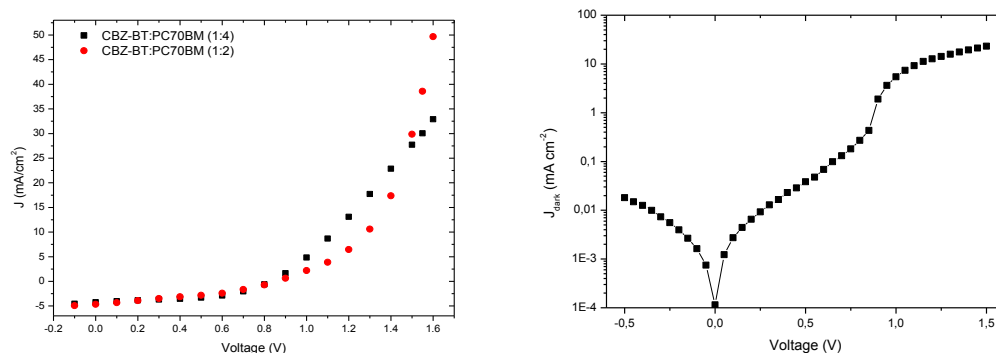 CBZ-BT:PC70BM (1:4)
CBZ-BT:PC70BM (1:2)
50
45
40
35
30
25
20
15
10
5
0
-5
J (mA/cm²)
-0.2 0.0 0.2 0.4 0.6 0.8 1.0 1.2 1.4 1.6
Voltage (V)
100
10
1
0,1
0,01
1E-3
1E-4
J_dark (mA cm⁻²)
-0,5 0,0 0,5 1,0 1,5
Voltage (V)